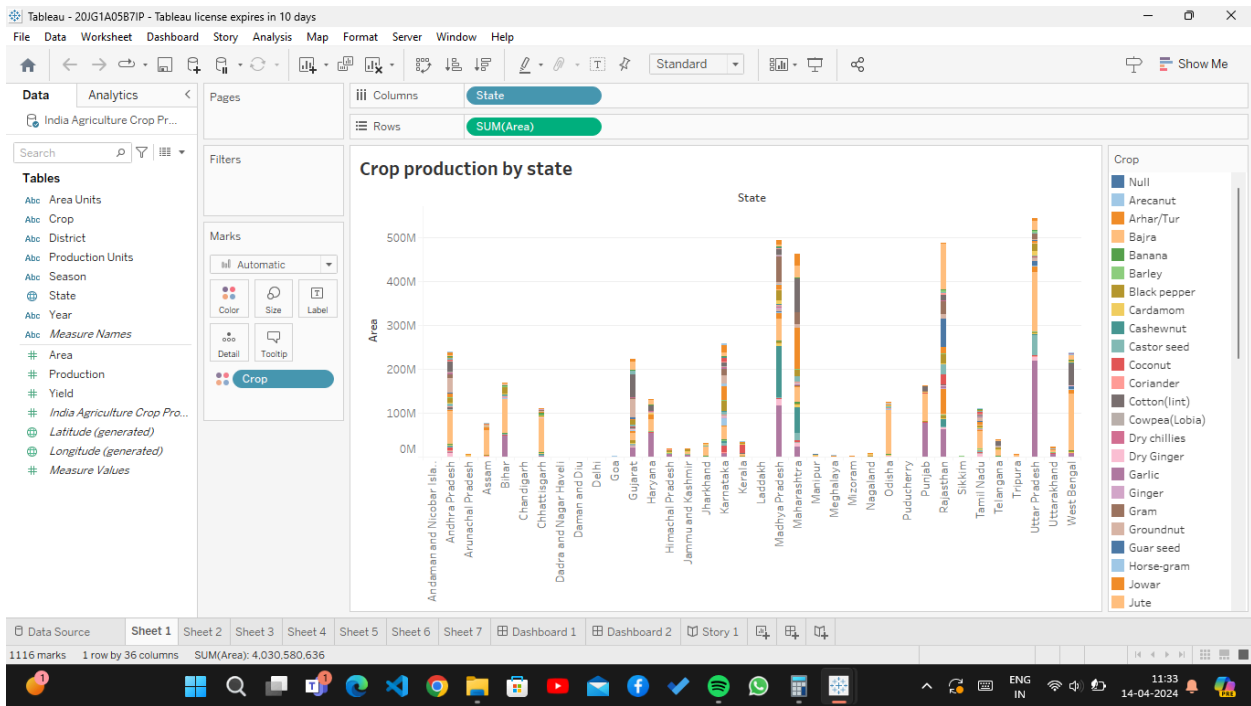 Tableau - 20JG1A05B7IP - Tableau license expires in 10 days
File Data Worksheet Dashboard Story Analysis Map Format Server Window Help
Standard
Show Me
Data Analytics
India Agriculture Crop Pr...
Search
Tables
Abc Area Units
Abc Crop
Abc District
Abc Production Units
Abc Season
State
Abc Year
Abc Measure Names
# Area
# Production
# Yield
# India Agriculture Crop Pro...
Latitude (generated)
Longitude (generated)
# Measure Values
Pages
Filters
Marks
Automatic
Color Size Label
Detail Tooltip
Crop
Columns State
Rows SUM(Area)
Crop production by state
State
500M
400M
300M
200M
100M
0M
Area
Andaman and Nicobar Isla..
Andhra Pradesh
Arunachal Pradesh
Assam
Bihar
Chandigarh
Chhattisgarh
Dadra and Nagar Haveli
Daman and Diu
Delhi
Goa
Gujarat
Haryana
Himachal Pradesh
Jammu and Kashmir
Jharkhand
Karnataka
Kerala
Laddakh
Madhya Pradesh
Maharashtra
Manipur
Meghalaya
Mizoram
Nagaland
Odisha
Puducherry
Punjab
Rajasthan
Sikkim
Tamil Nadu
Telangana
Tripura
Uttar Pradesh
Uttarakhand
West Bengal
Crop
Null
Arecanut
Arhar/Tur
Bajra
Banana
Barley
Black pepper
Cardamom
Cashewnut
Castor seed
Coconut
Coriander
Cotton(lint)
Cowpea(Lobia)
Dry chillies
Dry Ginger
Garlic
Ginger
Gram
Groundnut
Guar seed
Horse-gram
Jowar
Jute
Data Source Sheet 1 Sheet 2 Sheet 3 Sheet 4 Sheet 5 Sheet 6 Sheet 7 Dashboard 1 Dashboard 2 Story 1
1116 marks 1 row by 36 columns SUM(Area): 4,030,580,636
1
1
ENG
IN
11:33
14-04-2024
PRE